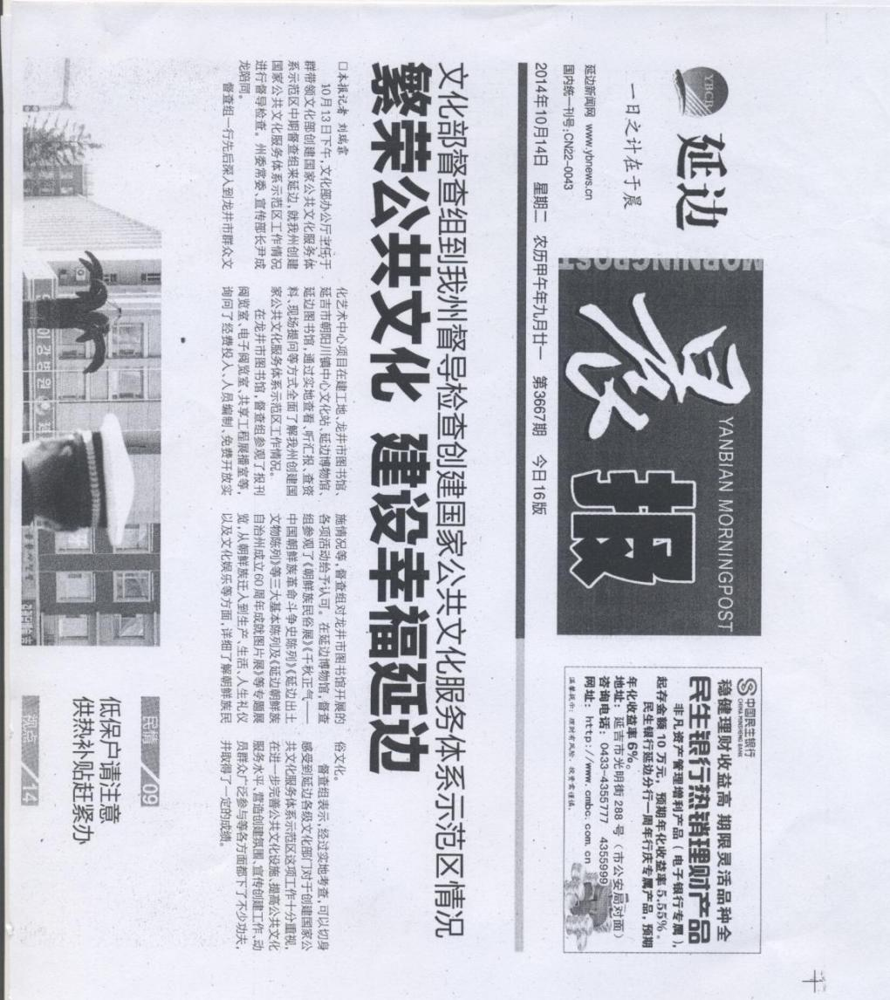 YBCB
延边
晨报
YANBIAN MORNINGPOST
MORNINGPOST
一日之计在于晨
延边新闻网 www.ybnews.cn
国内统一刊号:CN22-0043
2014年10月14日 星期二 农历甲午年九月廿一 第3667期 今日16版
中国民生银行
CHINA MINSHENG BANK
稳健理财收益高 期限灵活品种全
民生银行热销理财产品
非凡资产管理增利产品(电子银行专属),
起存金额10万元,预期年化收益率5.55%。
民生银行延边分行一周年行庆专属产品,预期
年化收益率6%。
地址:延吉市光明街288号(市公安局对面)
咨询电话:0433-4355777 4355999
网址:http://www.cmbc.com.cn
温馨提示:理财有风险,投资需谨慎。
文化部督查组到我州督导检查创建国家公共文化服务体系示范区情况
繁荣公共文化 建设幸福延边
□本报记者 刘瑞霏
10月13日下午,文化部办公厅主任于
群带领文化部创建国家公共文化服务体
系示范区中期督查组来延边,就我州创建
国家公共文化服务体系示范区工作情况
进行督导检查。州委常委、宣传部长尹成
龙陪同。
督查组一行先后深入到龙井市群众文
化艺术中心项目在建工地、龙井市图书馆、
延吉市朝阳川镇中心文化站、延边博物馆、
延边图书馆,通过实地查看、听汇报、查资
料、现场提问等方式全面了解我州创建国
家公共文化服务体系示范区工作情况。
在龙井市图书馆,督查组参观了报刊
阅览室、电子阅览室、共享工程展播室等,
询问了经费投入、人员编制、免费开放实
施情况等,督查组对龙井市图书馆开展的
各项活动给予认可。在延边博物馆,督查
组参观了《朝鲜族民俗展》《千秋正气——
中国朝鲜族革命斗争史陈列》《延边出土
文物陈列》等三大基本陈列及《延边朝鲜族
自治州成立60周年成就图片展》等专题展
览,从朝鲜族迁入到生产、生活、人生礼仪
以及文化娱乐等方面,详细了解朝鲜族民
俗文化。
督查组表示,经过实地考查,可以切身
感受到延边各级文化部门对于创建国家公
共文化服务体系示范区这项工作十分重视,
在进一步完善公共文化设施、提高公共文化
服务水平、营造创建氛围、宣传创建工作、动
员群众广泛参与等各方面都下了不少功夫,
并取得了一定的成绩。
民情 09
低保户请注意
供热补贴赶紧办
视点 14